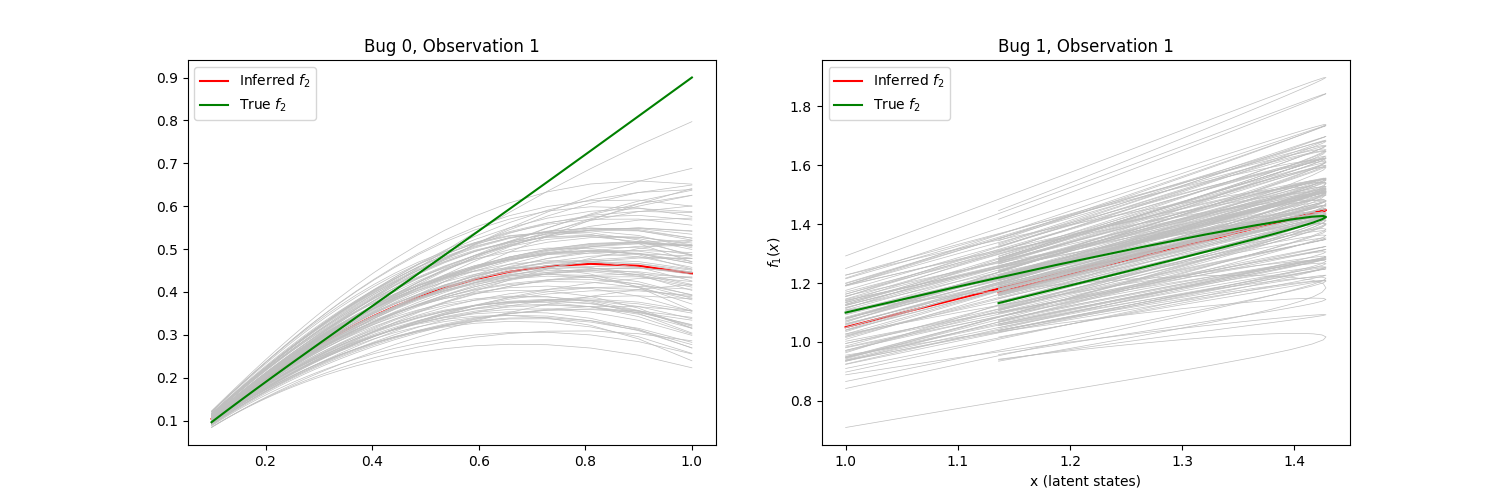 Bug 0, Observation 1
Inferred f₂
True f₂
0.9
0.8
0.7
0.6
0.5
0.4
0.3
0.2
0.1
0.2 0.4 0.6 0.8 1.0
Bug 1, Observation 1
Inferred f₂
True f₂
f₁(x)
1.8
1.6
1.4
1.2
1.0
0.8
1.0 1.1 1.2 1.3 1.4
x (latent states)